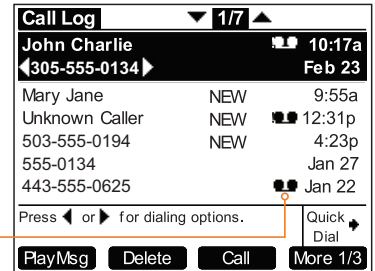 Call Log 1/7
John Charlie 10:17a
305-555-0134 Feb 23
Mary Jane NEW 9:55a
Unknown Caller NEW 12:31p
503-555-0194 NEW 4:23p
555-0134 Jan 27
443-555-0625 Jan 22
Press or for dialing options.
Quick
Dial
PlayMsg Delete Call More 1/3